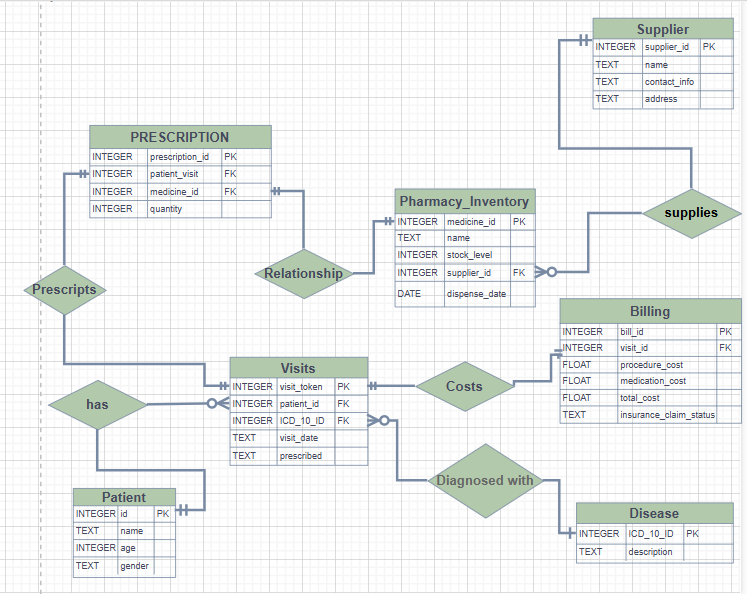 Supplier
INTEGER supplier_id PK
TEXT name
TEXT contact_info
TEXT address
PRESCRIPTION
INTEGER prescription_id PK
INTEGER patient_visit FK
INTEGER medicine_id FK
INTEGER quantity
Pharmacy_Inventory
INTEGER medicine_id PK
TEXT name
INTEGER stock_level
INTEGER supplier_id FK
DATE dispense_date
supplies
Relationship
Prescripts
Billing
INTEGER bill_id PK
INTEGER visit_id FK
FLOAT procedure_cost
FLOAT medication_cost
FLOAT total_cost
TEXT insurance_claim_status
Visits
INTEGER visit_token PK
INTEGER patient_id FK
INTEGER ICD_10_ID FK
TEXT visit_date
TEXT prescribed
Costs
has
Diagnosed with
Patient
INTEGER id PK
TEXT name
INTEGER age
TEXT gender
Disease
INTEGER ICD_10_ID PK
TEXT description